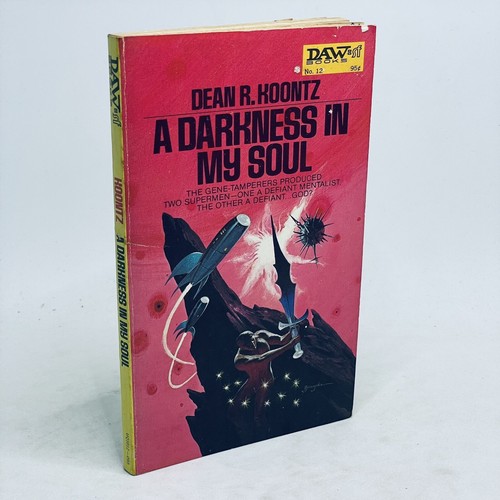 DAW sf
BOOKS
No. 12 95¢
DEAN R. KOONTZ
A DARKNESS IN
MY SOUL
THE GENE-TAMPERERS PRODUCED
TWO SUPERMEN—ONE A DEFIANT MENTALIST
THE OTHER A DEFIANT...GOD?
DAW sf
KOONTZ A DARKNESS IN MY SOUL